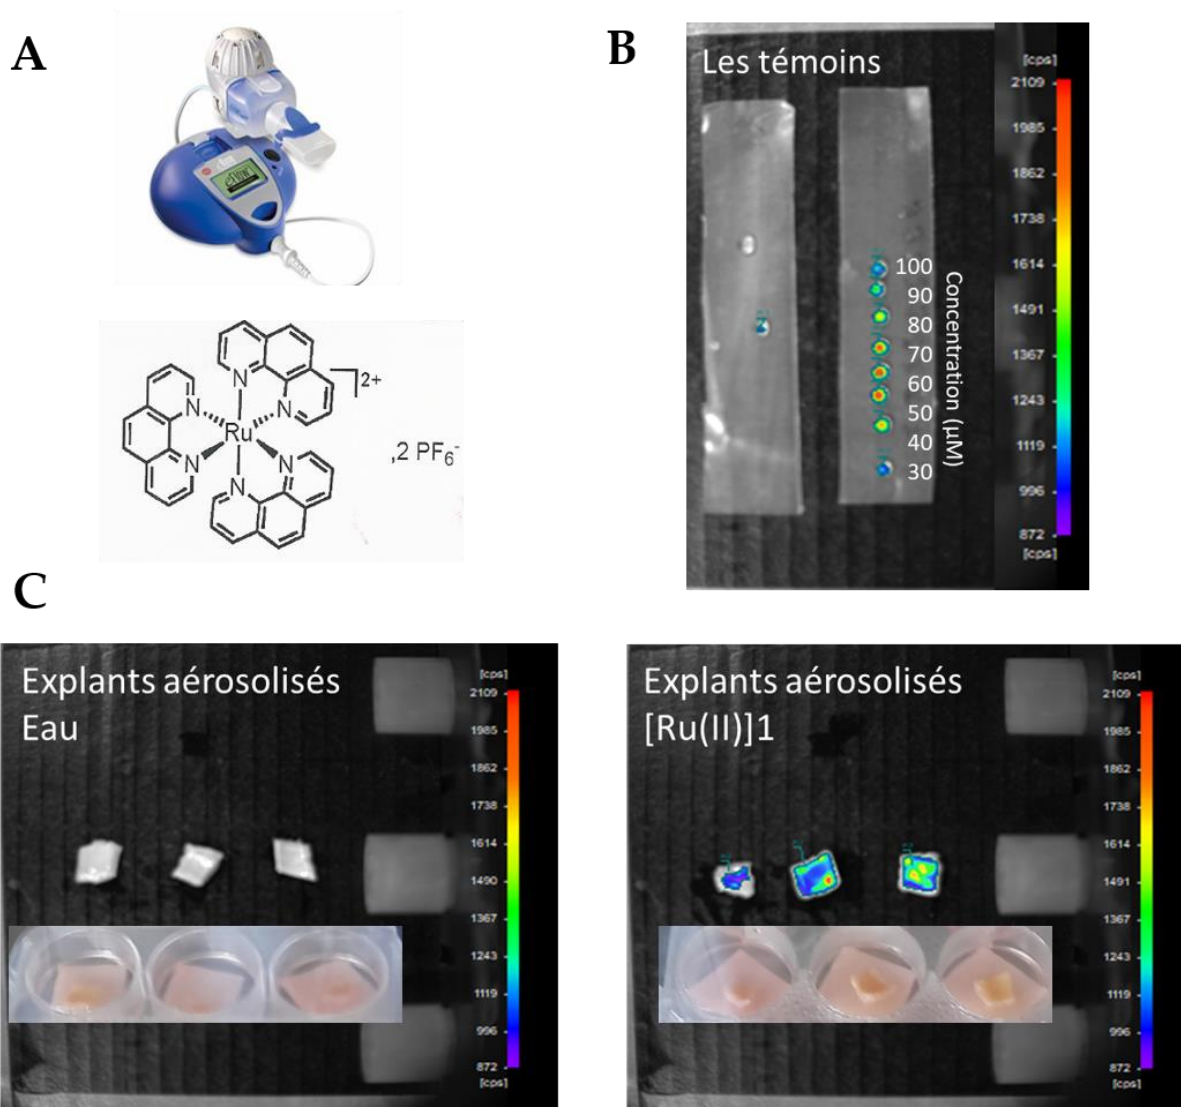 A
N
N
N
N
N
N
Ru
2+
,2 PF6-
B
Les témoins
[cps]
2109
1985
1862
1738
1614
1491
1367
1243
1119
996
872
[cps]
100
90
80
70
60
50
40
30
Concentration (µM)
C
Explants aérosolisés
Eau
[cps]
2109
1985
1862
1738
1614
1490
1367
1243
1119
996
872
[cps]
Explants aérosolisés
[Ru(II)]1
[cps]
2109
1985
1862
1738
1614
1491
1367
1243
1119
996
872
[cps]